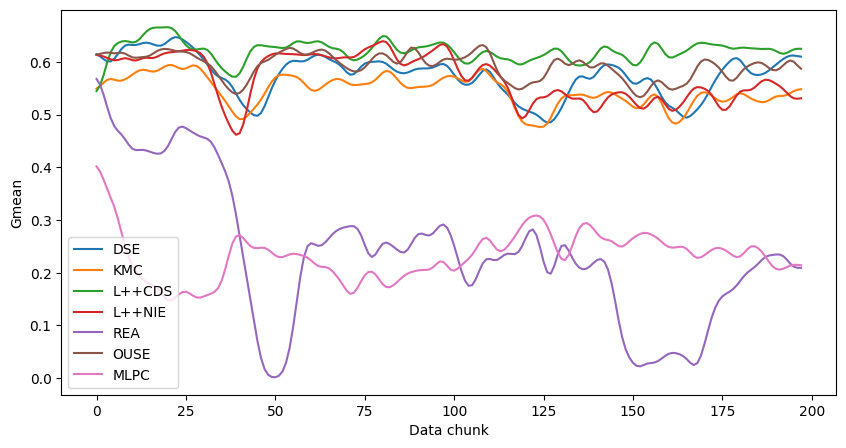 Gmean
0.6
0.5
0.4
0.3
0.2
0.1
0.0
DSE
KMC
L++CDS
L++NIE
REA
OUSE
MLPC
0 25 50 75 100 125 150 175 200
Data chunk